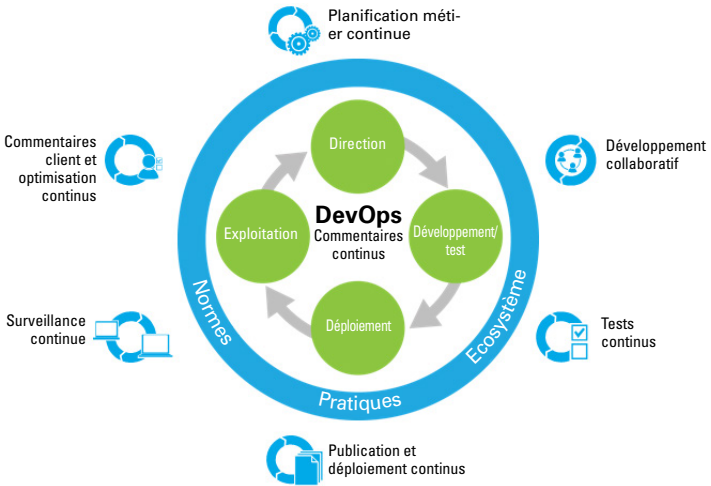 Planification méti-
er continue
Commentaires
client et
optimisation
continus
Développement
collaboratif
Direction
DevOps
Commentaires
continus
Exploitation
Développement/
test
Déploiement
Normes
Pratiques
Ecosystème
Surveillance
continue
Tests
continus
Publication et
déploiement continus